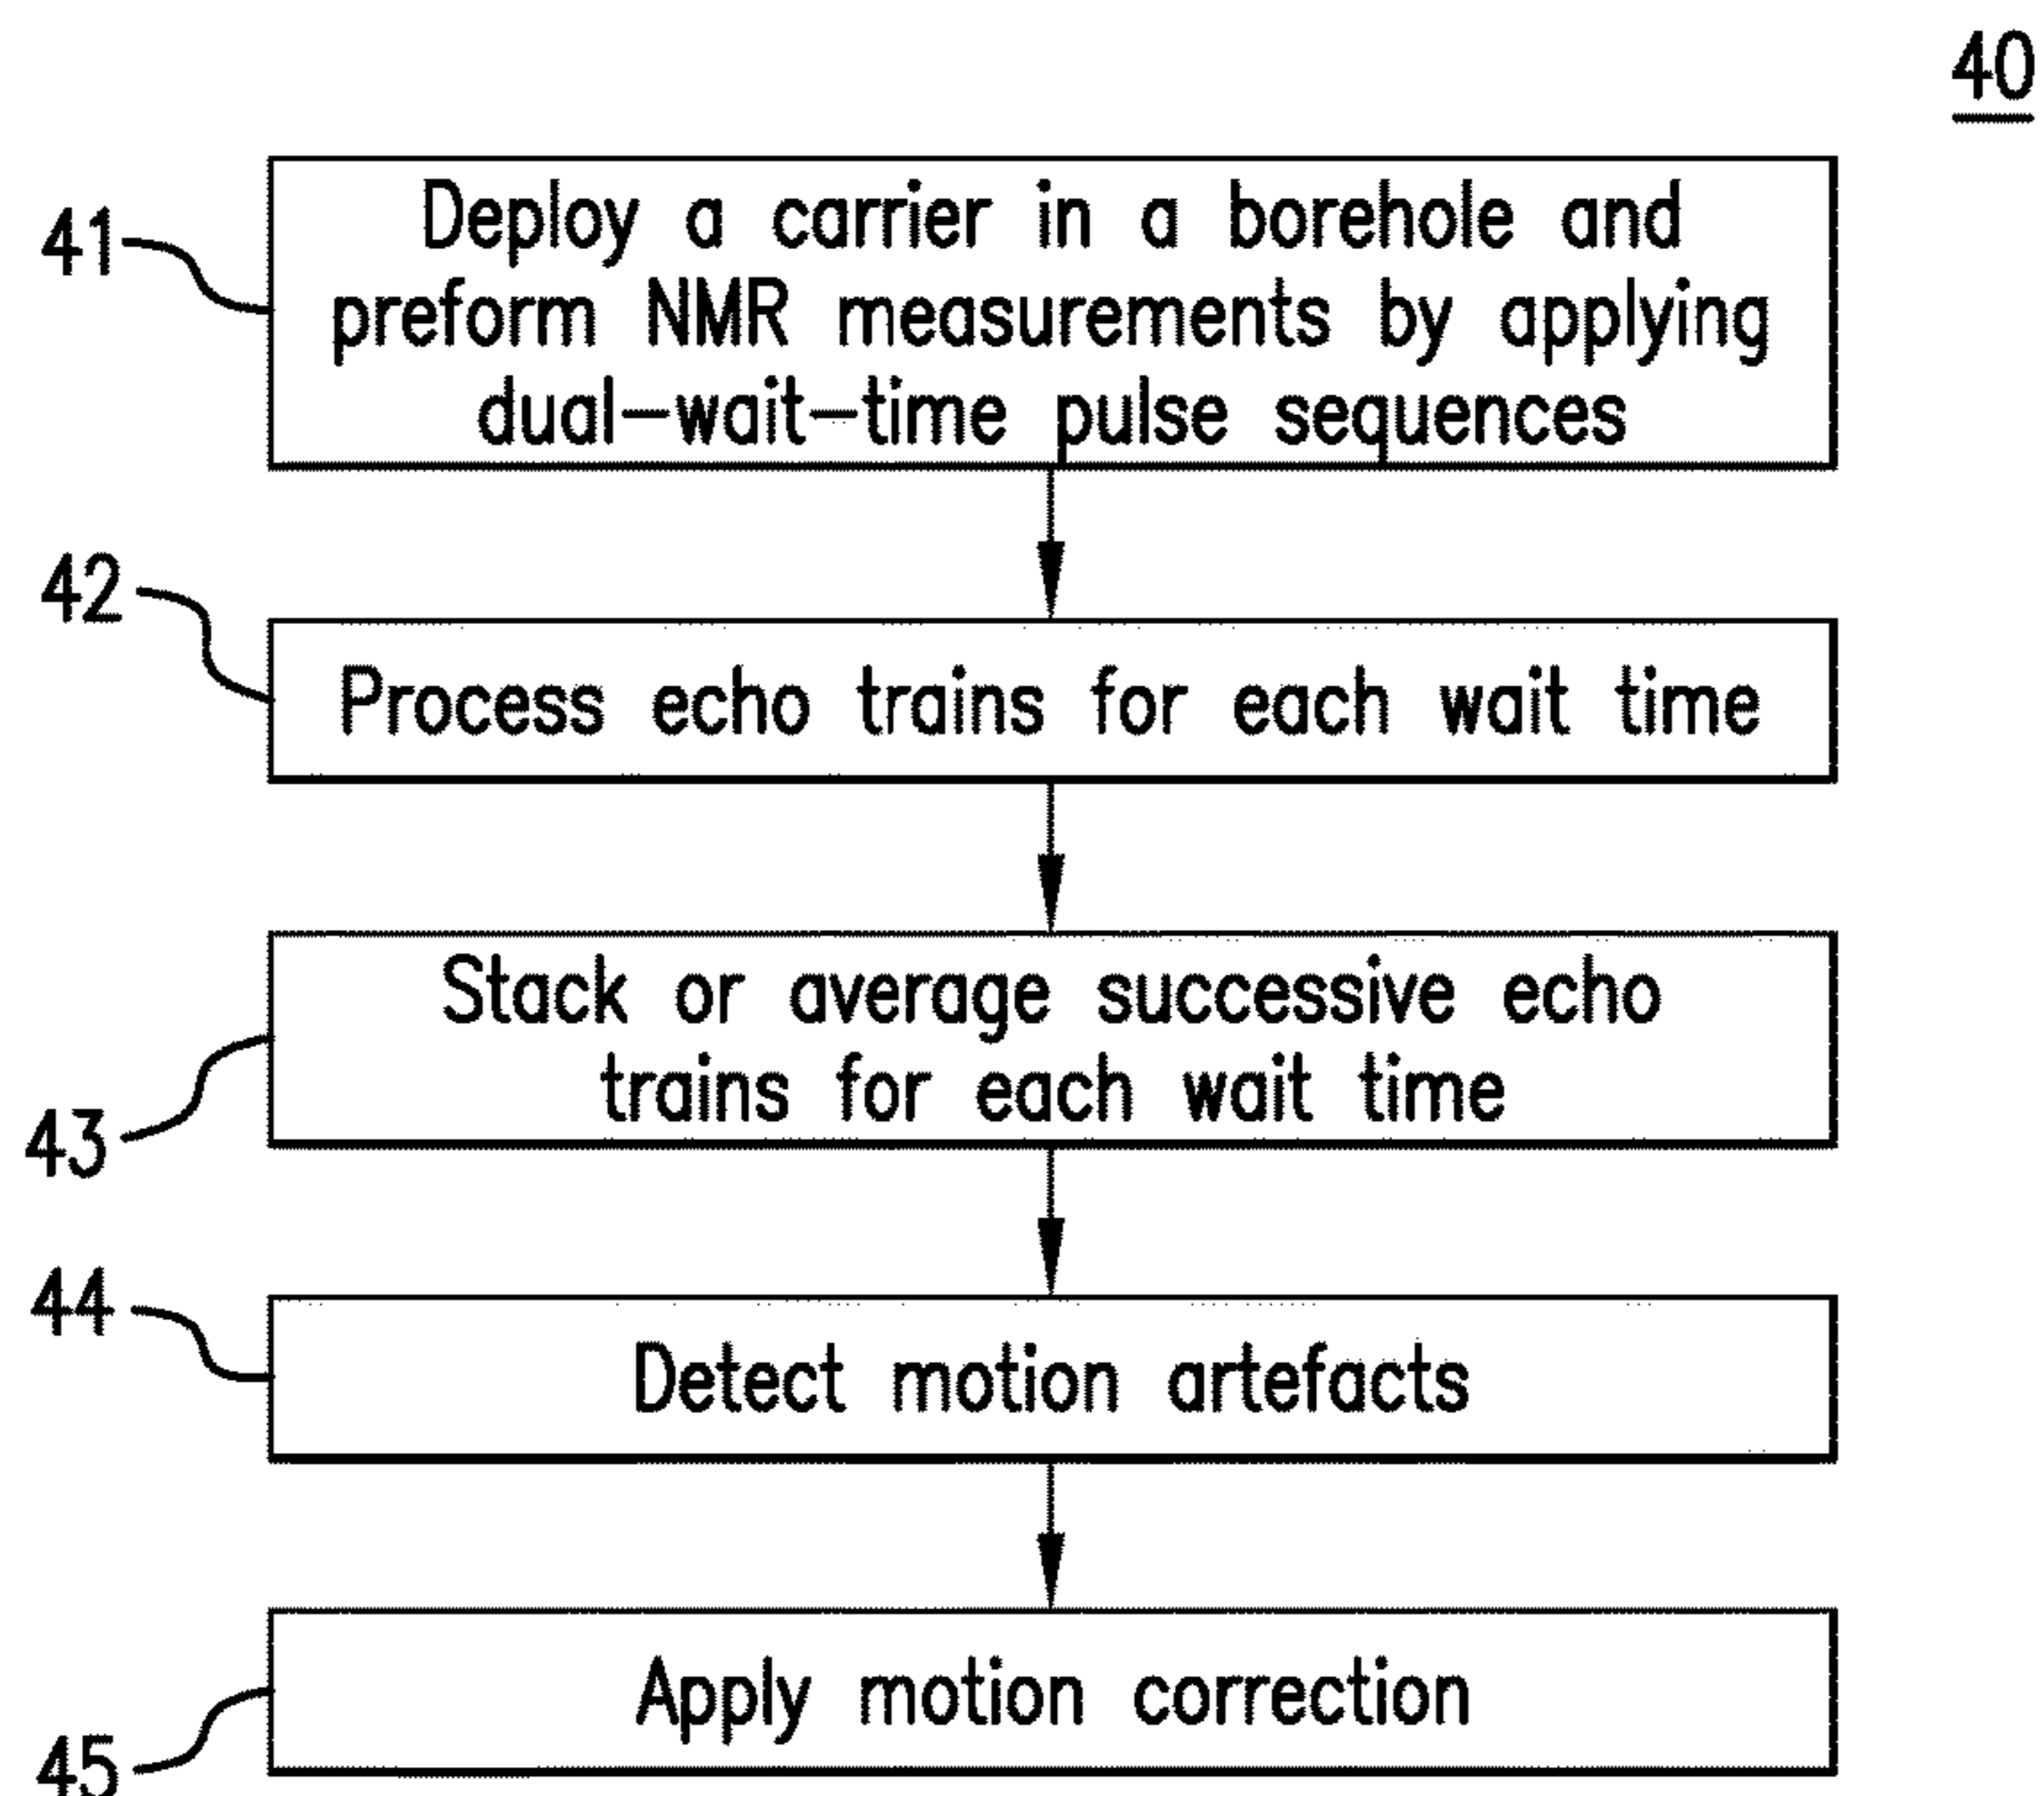 40
41
Deploy a carrier in a borehole and
preform NMR measurements by applying
dual-wait-time pulse sequences
42
Process echo trains for each wait time
43
Stack or average successive echo
trains for each wait time
44
Detect motion artefacts
45
Apply motion correction